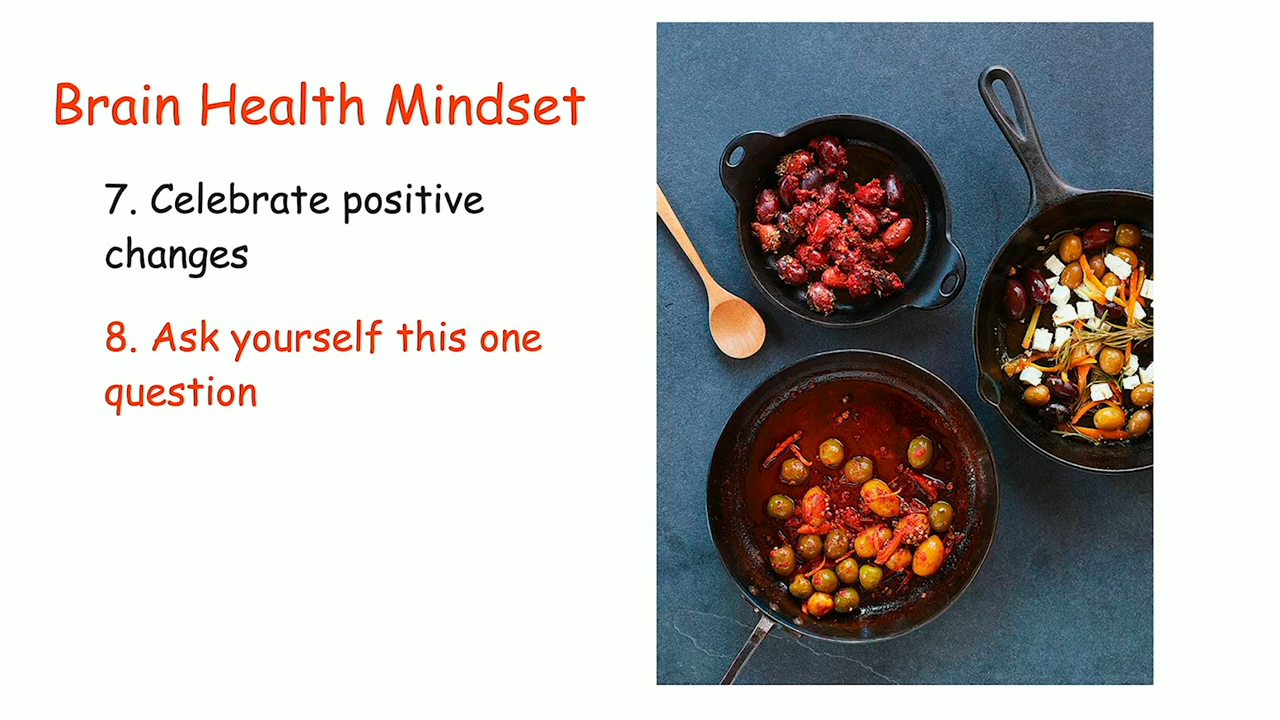 Brain Health Mindset
7. Celebrate positive
changes
8. Ask yourself this one
question